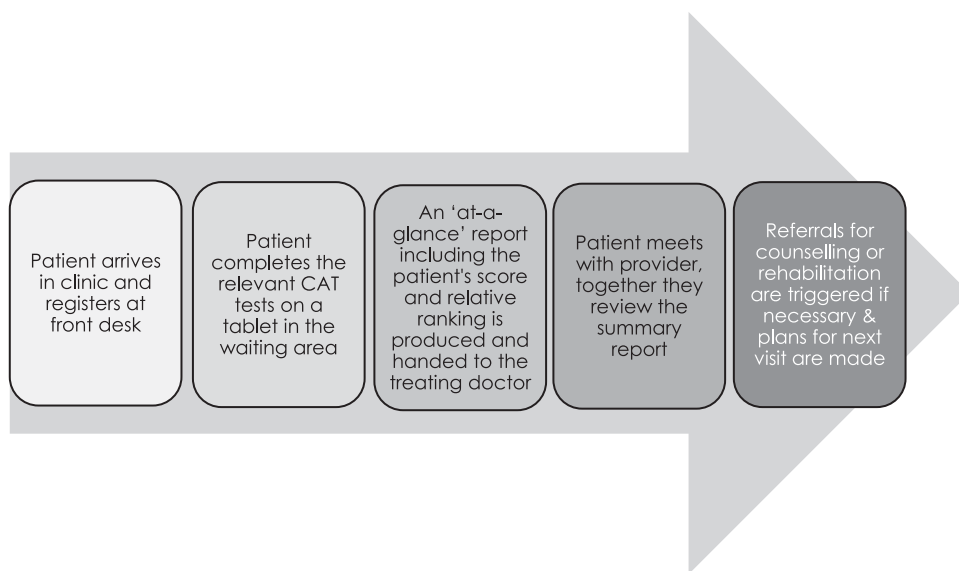 Patient arrives
in clinic and
registers at
front desk
Patient
completes the
relevant CAT
tests on a
tablet in the
waiting area
An ‘at-a-
glance’ report
including the
patient's score
and relative
ranking is
produced and
handed to the
treating doctor
Patient meets
with provider,
together they
review the
summary
report
Referrals for
counselling or
rehabilitation
are triggered if
necessary &
plans for next
visit are made